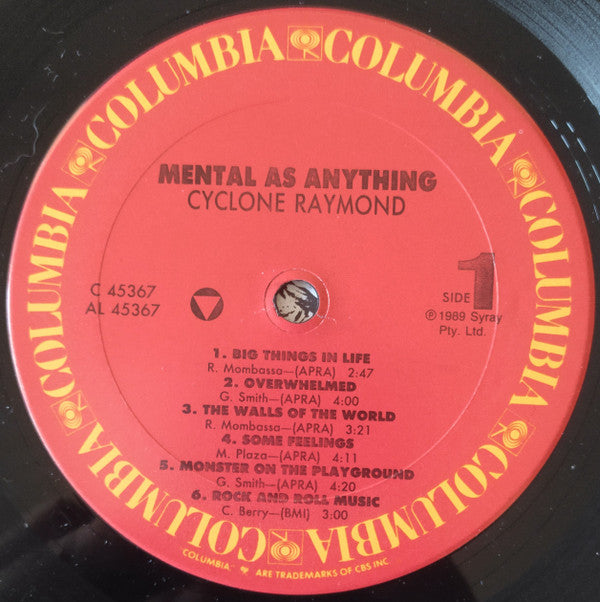 COLUMBIA COLUMBIA COLUMBIA COLUMBIA COLUMBIA COLUMBIA COLUMBIA COLUMBIA
MENTAL AS ANYTHING
CYCLONE RAYMOND
C 45367
AL 45367
SIDE 1
℗ 1989 Syray
Pty. Ltd.
1. BIG THINGS IN LIFE
R. Mombassa—(APRA) 2:47
2. OVERWHELMED
G. Smith—(APRA) 4:00
3. THE WALLS OF THE WORLD
R. Mombassa—(APRA) 3:21
4. SOME FEELINGS
M. Plaza—(APRA) 4:11
5. MONSTER ON THE PLAYGROUND
G. Smith—(APRA) 4:20
6. ROCK AND ROLL MUSIC
C. Berry—(BMI) 3:00
"COLUMBIA," ARE TRADEMARKS OF CBS INC